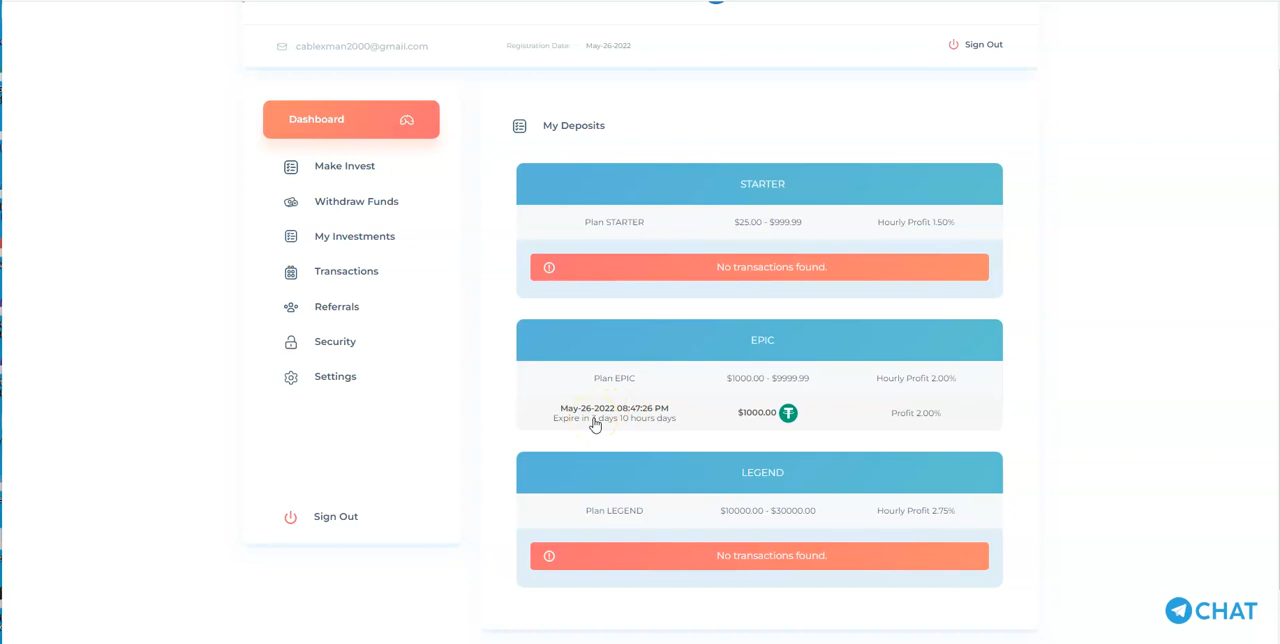 cablexman2000@gmail.com
Registration Date: May-26-2022
Sign Out
Dashboard
Make Invest
Withdraw Funds
My Investments
Transactions
Referrals
Security
Settings
Sign Out
My Deposits
STARTER
Plan STARTER $25.00 - $999.99 Hourly Profit 1.50%
No transactions found.
EPIC
Plan EPIC $1000.00 - $9999.99 Hourly Profit 2.00%
May-26-2022 08:47:26 PM
Expire in days 10 hours days
$1000.00
Profit 2.00%
LEGEND
Plan LEGEND $10000.00 - $30000.00 Hourly Profit 2.75%
No transactions found.
CHAT